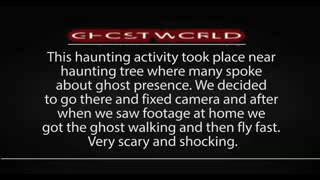 GHOSTWORLD
This haunting activity took place near
haunting tree where many spoke
about ghost presence. We decided
to go there and fixed camera and after
when we saw footage at home we
got the ghost walking and then fly fast.
Very scary and shocking.